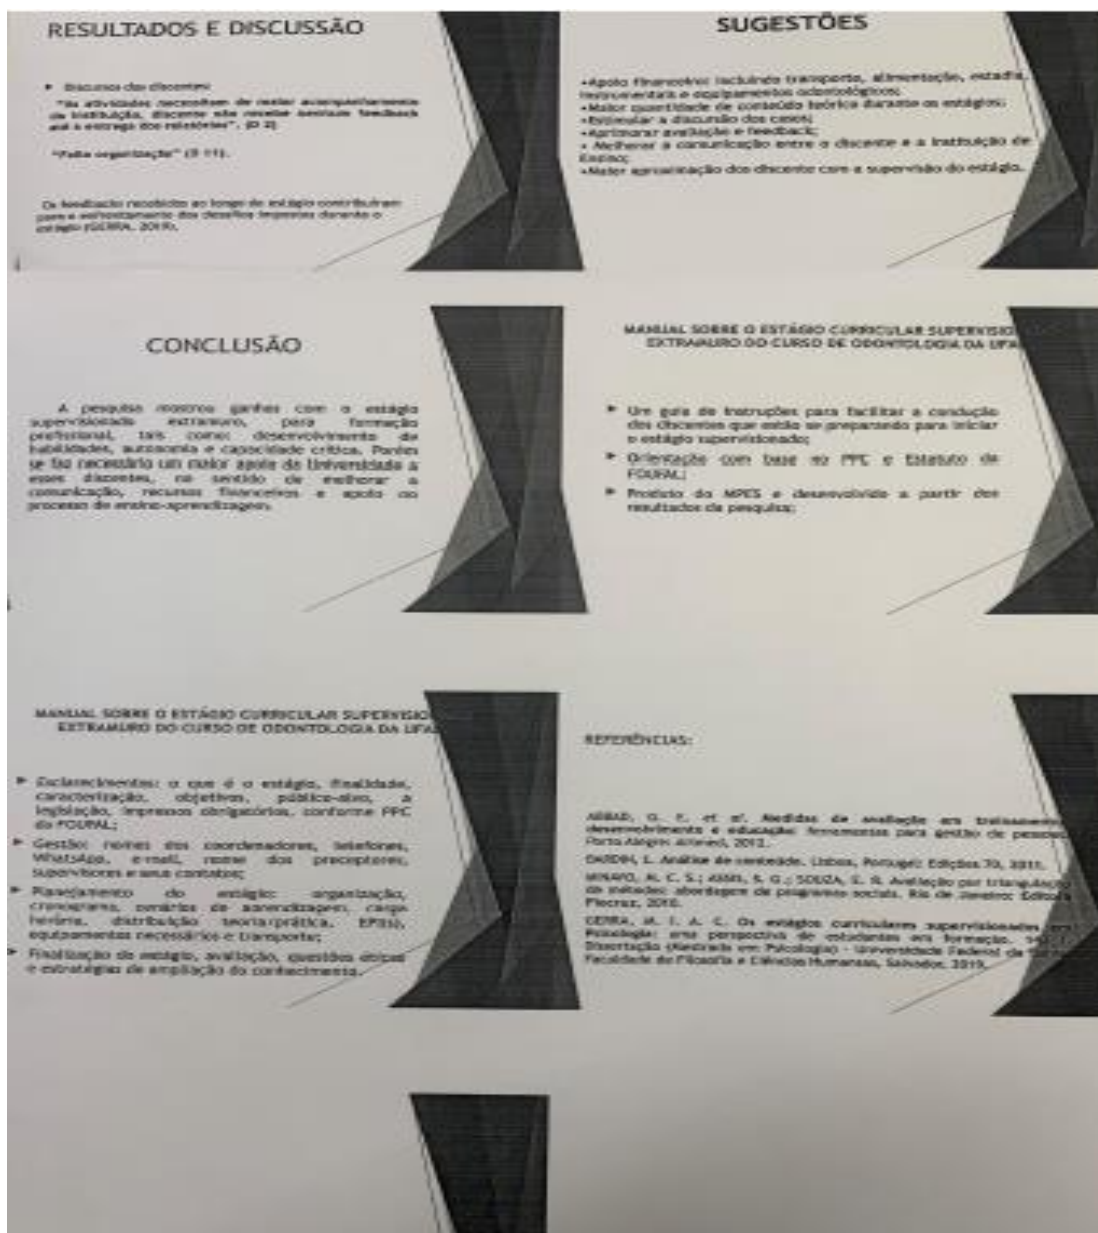 RESULTADOS E DISCUSSÃO
▶ Discursos dos discentes:
"As atividades necessitam de maior acompanhamento
da instituição, discente não recebe nenhum feedback
até a entrega dos relatórios". (D 2)
"Falta organização" (D 11).
Os feedbacks recebidos ao longo do estágio contribuíram
para o enfrentamento dos desafios impostos durante o
estágio (GERRA, 2019).
SUGESTÕES
•Apoio financeiro: incluindo transporte, alimentação, estadia,
instrumentais e equipamentos odontológicos;
•Maior quantidade de conteúdo teórico durante os estágios;
•Estimular a discussão dos casos;
•Aprimorar avaliação e feedback;
• Melhorar a comunicação entre o discente e a Instituição de
Ensino;
•Maior aproximação dos discente com a supervisão do estágio.
CONCLUSÃO
A pesquisa mostrou ganhos com o estágio
supervisionado extramuro, para formação
profissional, tais como: desenvolvimento de
habilidades, autonomia e capacidade crítica. Porém
se faz necessário um maior apoio da Universidade a
esses discentes, no sentido de melhorar a
comunicação, recursos financeiros e apoio ao
processo de ensino-aprendizagem.
MANUAL SOBRE O ESTÁGIO CURRICULAR SUPERVISIO
EXTRAMURO DO CURSO DE ODONTOLOGIA DA UFA
▶ Um guia de instruções para facilitar a condução
dos discentes que estão se preparando para iniciar
o estágio supervisionado;
▶ Orientação com base no PPC e Estatuto da
FOUFAL;
▶ Produto do MPES e desenvolvido a partir dos
resultados da pesquisa;
MANUAL SOBRE O ESTÁGIO CURRICULAR SUPERVISIO
EXTRAMURO DO CURSO DE ODONTOLOGIA DA UFA
▶ Esclarecimentos: o que é o estágio, finalidade,
caracterização, objetivos, público-alvo, a
legislação, impressos obrigatórios, conforme PPC
da FOUFAL;
▶ Gestão: nomes dos coordenadores, telefones,
WhatsApp, e-mail, nome dos preceptores,
supervisores e seus contatos;
▶ Planejamento do estágio: organização,
cronograma, cenários de aprendizagem, carga
horária, distribuição teoria/prática, EPI(s),
equipamentos necessários e transporte;
▶ Finalização do estágio, avaliação, questões éticas
e estratégias de ampliação do conhecimento.
REFERÊNCIAS:
ABBAD, G. F. et al. Medidas de avaliação em treinamento,
desenvolvimento e educação: ferramentas para gestão de pessoas.
Porto Alegre: Artmed, 2012.
BARDIN, L. Análise de conteúdo. Lisboa, Portugal: Edições 70, 2011.
MINAYO, M. C. S.; ASSIS, S. G.; SOUZA, E. R. Avaliação por triangulação
de métodos: abordagem de programas sociais. Rio de Janeiro: Editora
Fiocruz, 2010.
GERRA, M. I. A. C. Os estágios curriculares supervisionados em
Psicologia: uma perspectiva de estudantes em formação.
Dissertação (Mestrado em Psicologia) - Universidade Federal da
Faculdade de Filosofia e Ciências Humanas, Salvador, 2019.